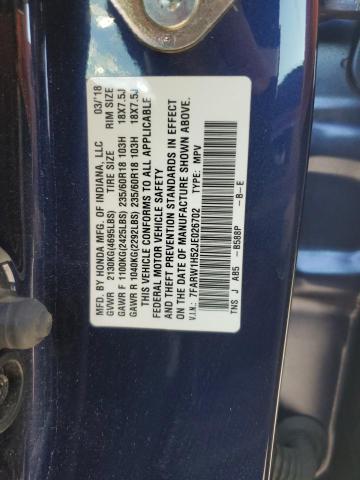 MFD. BY HONDA MFG. OF INDIANA, LLC 03/'18
GVWR 2130KG(4695LBS) TIRE SIZE RIM SIZE
GAWR F 1100KG(2425LBS) 235/60R18 103H 18X7.5J
GAWR R 1040KG(2292LBS) 235/60R18 103H 18X7.5J
THIS VEHICLE CONFORMS TO ALL APPLICABLE
FEDERAL MOTOR VEHICLE SAFETY
AND THEFT PREVENTION STANDARDS IN EFFECT
ON THE DATE OF MANUFACTURE SHOWN ABOVE.
7FARW1H52JE026702 TYPE: MPV
TNS J A85 - B588P - B - E